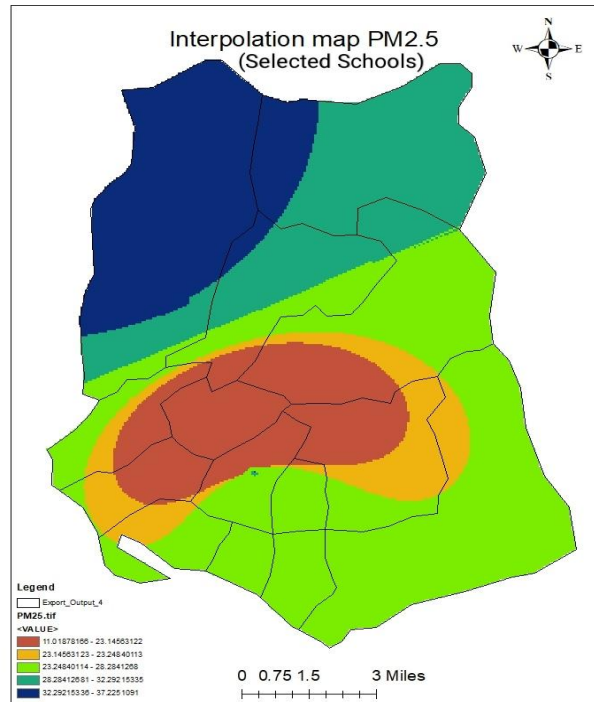 Interpolation map PM2.5
(Selected Schools)
N
W E
S
Legend
Export_Output_4
PM25.tif
<VALUE>
11.01878166 - 23.14563122
23.14563123 - 23.24840113
23.24840114 - 28.2841268
28.28412681 - 32.29215335
32.29215336 - 37.2251091
0 0.75 1.5 3 Miles